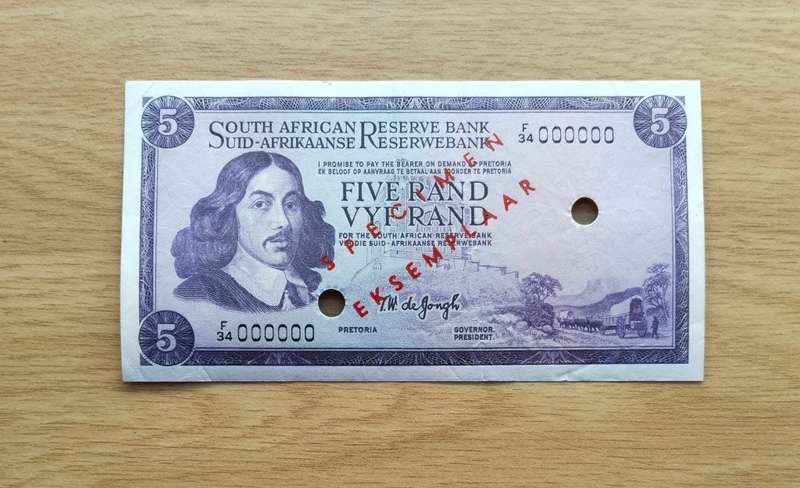 5
SOUTH AFRICAN RESERVE BANK
SUID-AFRIKAANSE RESERWEBANK
F/34 000000
5
I PROMISE TO PAY THE BEARER ON DEMAND AT PRETORIA
EK BELOOF OP AANVRAAG TE BETAAL AAN TOONDER TE PRETORIA
FIVE RAND
VYF RAND
FOR THE SOUTH AFRICAN RESERVE BANK
VIR DIE SUID-AFRIKAANSE RESERWEBANK
SPECIMEN
EKSEMPLAAR
T.W. de Jongh
F/34 000000
PRETORIA
GOVERNOR.
PRESIDENT.
5